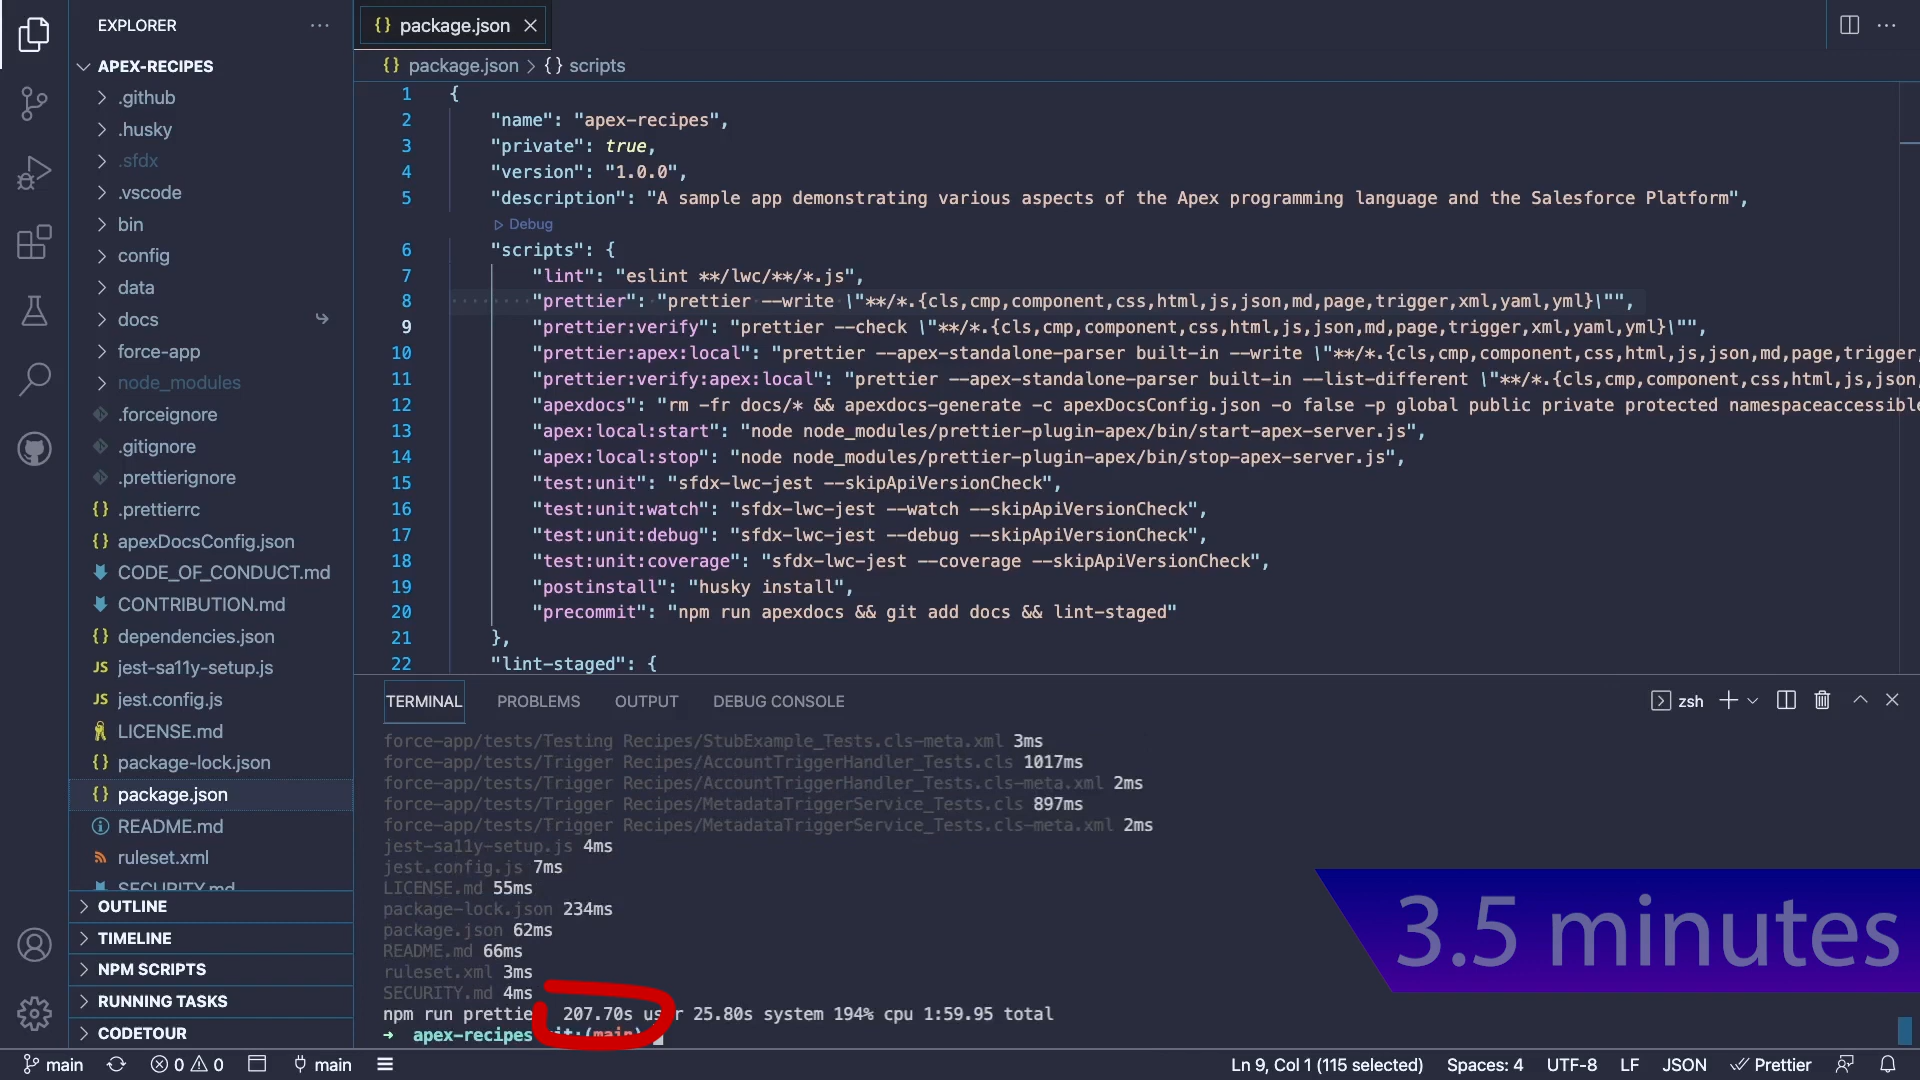 EXPLORER
APEX-RECIPES
.github
.husky
.sfdx
.vscode
bin
config
data
docs
force-app
node_modules
.forceignore
.gitignore
.prettierignore
{} .prettierrc
{} apexDocsConfig.json
CODE_OF_CONDUCT.md
CONTRIBUTION.md
{} dependencies.json
JS jest-sa11y-setup.js
JS jest.config.js
LICENSE.md
{} package-lock.json
{} package.json
README.md
ruleset.xml
SECURITY.md
OUTLINE
TIMELINE
NPM SCRIPTS
RUNNING TASKS
CODETOUR
{} package.json
{} package.json > {} scripts
1 {
2 "name": "apex-recipes",
3 "private": true,
4 "version": "1.0.0",
5 "description": "A sample app demonstrating various aspects of the Apex programming language and the Salesforce Platform",
Debug
6 "scripts": {
7 "lint": "eslint **/lwc/**/*.js",
8 "prettier": "prettier --write \"**/*.{cls,cmp,component,css,html,js,json,md,page,trigger,xml,yaml,yml}\"",
9 "prettier:verify": "prettier --check \"**/*.{cls,cmp,component,css,html,js,json,md,page,trigger,xml,yaml,yml}\"",
10 "prettier:apex:local": "prettier --apex-standalone-parser built-in --write \"**/*.{cls,cmp,component,css,html,js,json,md,page,trigger,
11 "prettier:verify:apex:local": "prettier --apex-standalone-parser built-in --list-different \"**/*.{cls,cmp,component,css,html,js,json,
12 "apexdocs": "rm -fr docs/* && apexdocs-generate -c apexDocsConfig.json -o false -p global public private protected namespaceaccessible
13 "apex:local:start": "node node_modules/prettier-plugin-apex/bin/start-apex-server.js",
14 "apex:local:stop": "node node_modules/prettier-plugin-apex/bin/stop-apex-server.js",
15 "test:unit": "sfdx-lwc-jest --skipApiVersionCheck",
16 "test:unit:watch": "sfdx-lwc-jest --watch --skipApiVersionCheck",
17 "test:unit:debug": "sfdx-lwc-jest --debug --skipApiVersionCheck",
18 "test:unit:coverage": "sfdx-lwc-jest --coverage --skipApiVersionCheck",
19 "postinstall": "husky install",
20 "precommit": "npm run apexdocs && git add docs && lint-staged"
21 },
22 "lint-staged": {
TERMINAL PROBLEMS OUTPUT DEBUG CONSOLE zsh
force-app/tests/Testing Recipes/StubExample_Tests.cls-meta.xml 3ms
force-app/tests/Trigger Recipes/AccountTriggerHandler_Tests.cls 1017ms
force-app/tests/Trigger Recipes/AccountTriggerHandler_Tests.cls-meta.xml 2ms
force-app/tests/Trigger Recipes/MetadataTriggerService_Tests.cls 897ms
force-app/tests/Trigger Recipes/MetadataTriggerService_Tests.cls-meta.xml 2ms
jest-sa11y-setup.js 4ms
jest.config.js 7ms
LICENSE.md 55ms
package-lock.json 234ms
package.json 62ms
README.md 66ms
ruleset.xml 3ms
SECURITY.md 4ms
npm run prettier 207.70s user 25.80s system 194% cpu 1:59.95 total
→ apex-recipes git:(main)
3.5 minutes
main 0 0 main Ln 9, Col 1 (115 selected) Spaces: 4 UTF-8 LF JSON Prettier